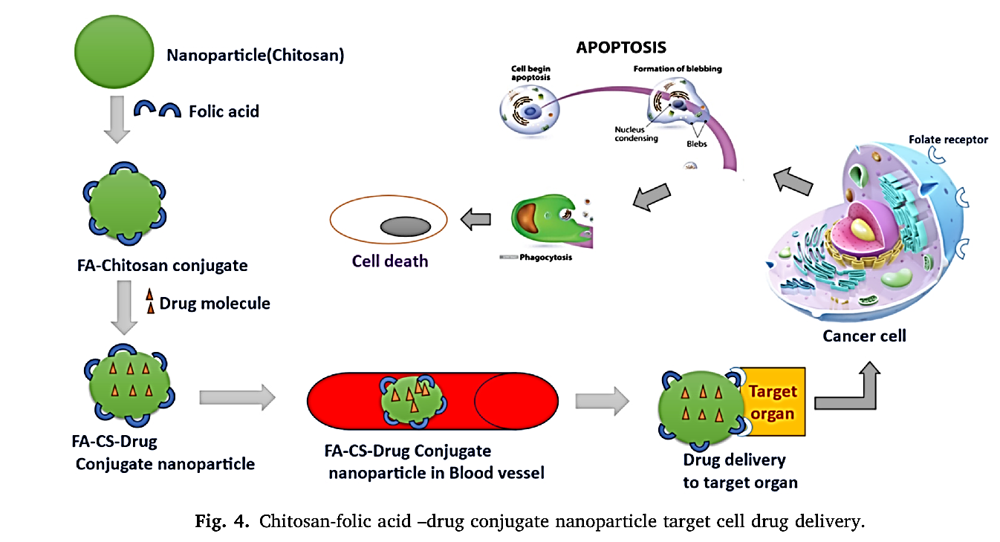 Nanoparticle(Chitosan)
Folic acid
FA-Chitosan conjugate
Drug molecule
FA-CS-Drug
Conjugate nanoparticle
FA-CS-Drug Conjugate
nanoparticle in Blood vessel
Target
organ
Drug delivery
to target organ
Folate receptor
Cancer cell
APOPTOSIS
Cell begin
apoptosis
Formation of blebbing
Nucleus
condensing
Blebs
Phagocytosis
Cell death
Fig. 4. Chitosan-folic acid –drug conjugate nanoparticle target cell drug delivery.